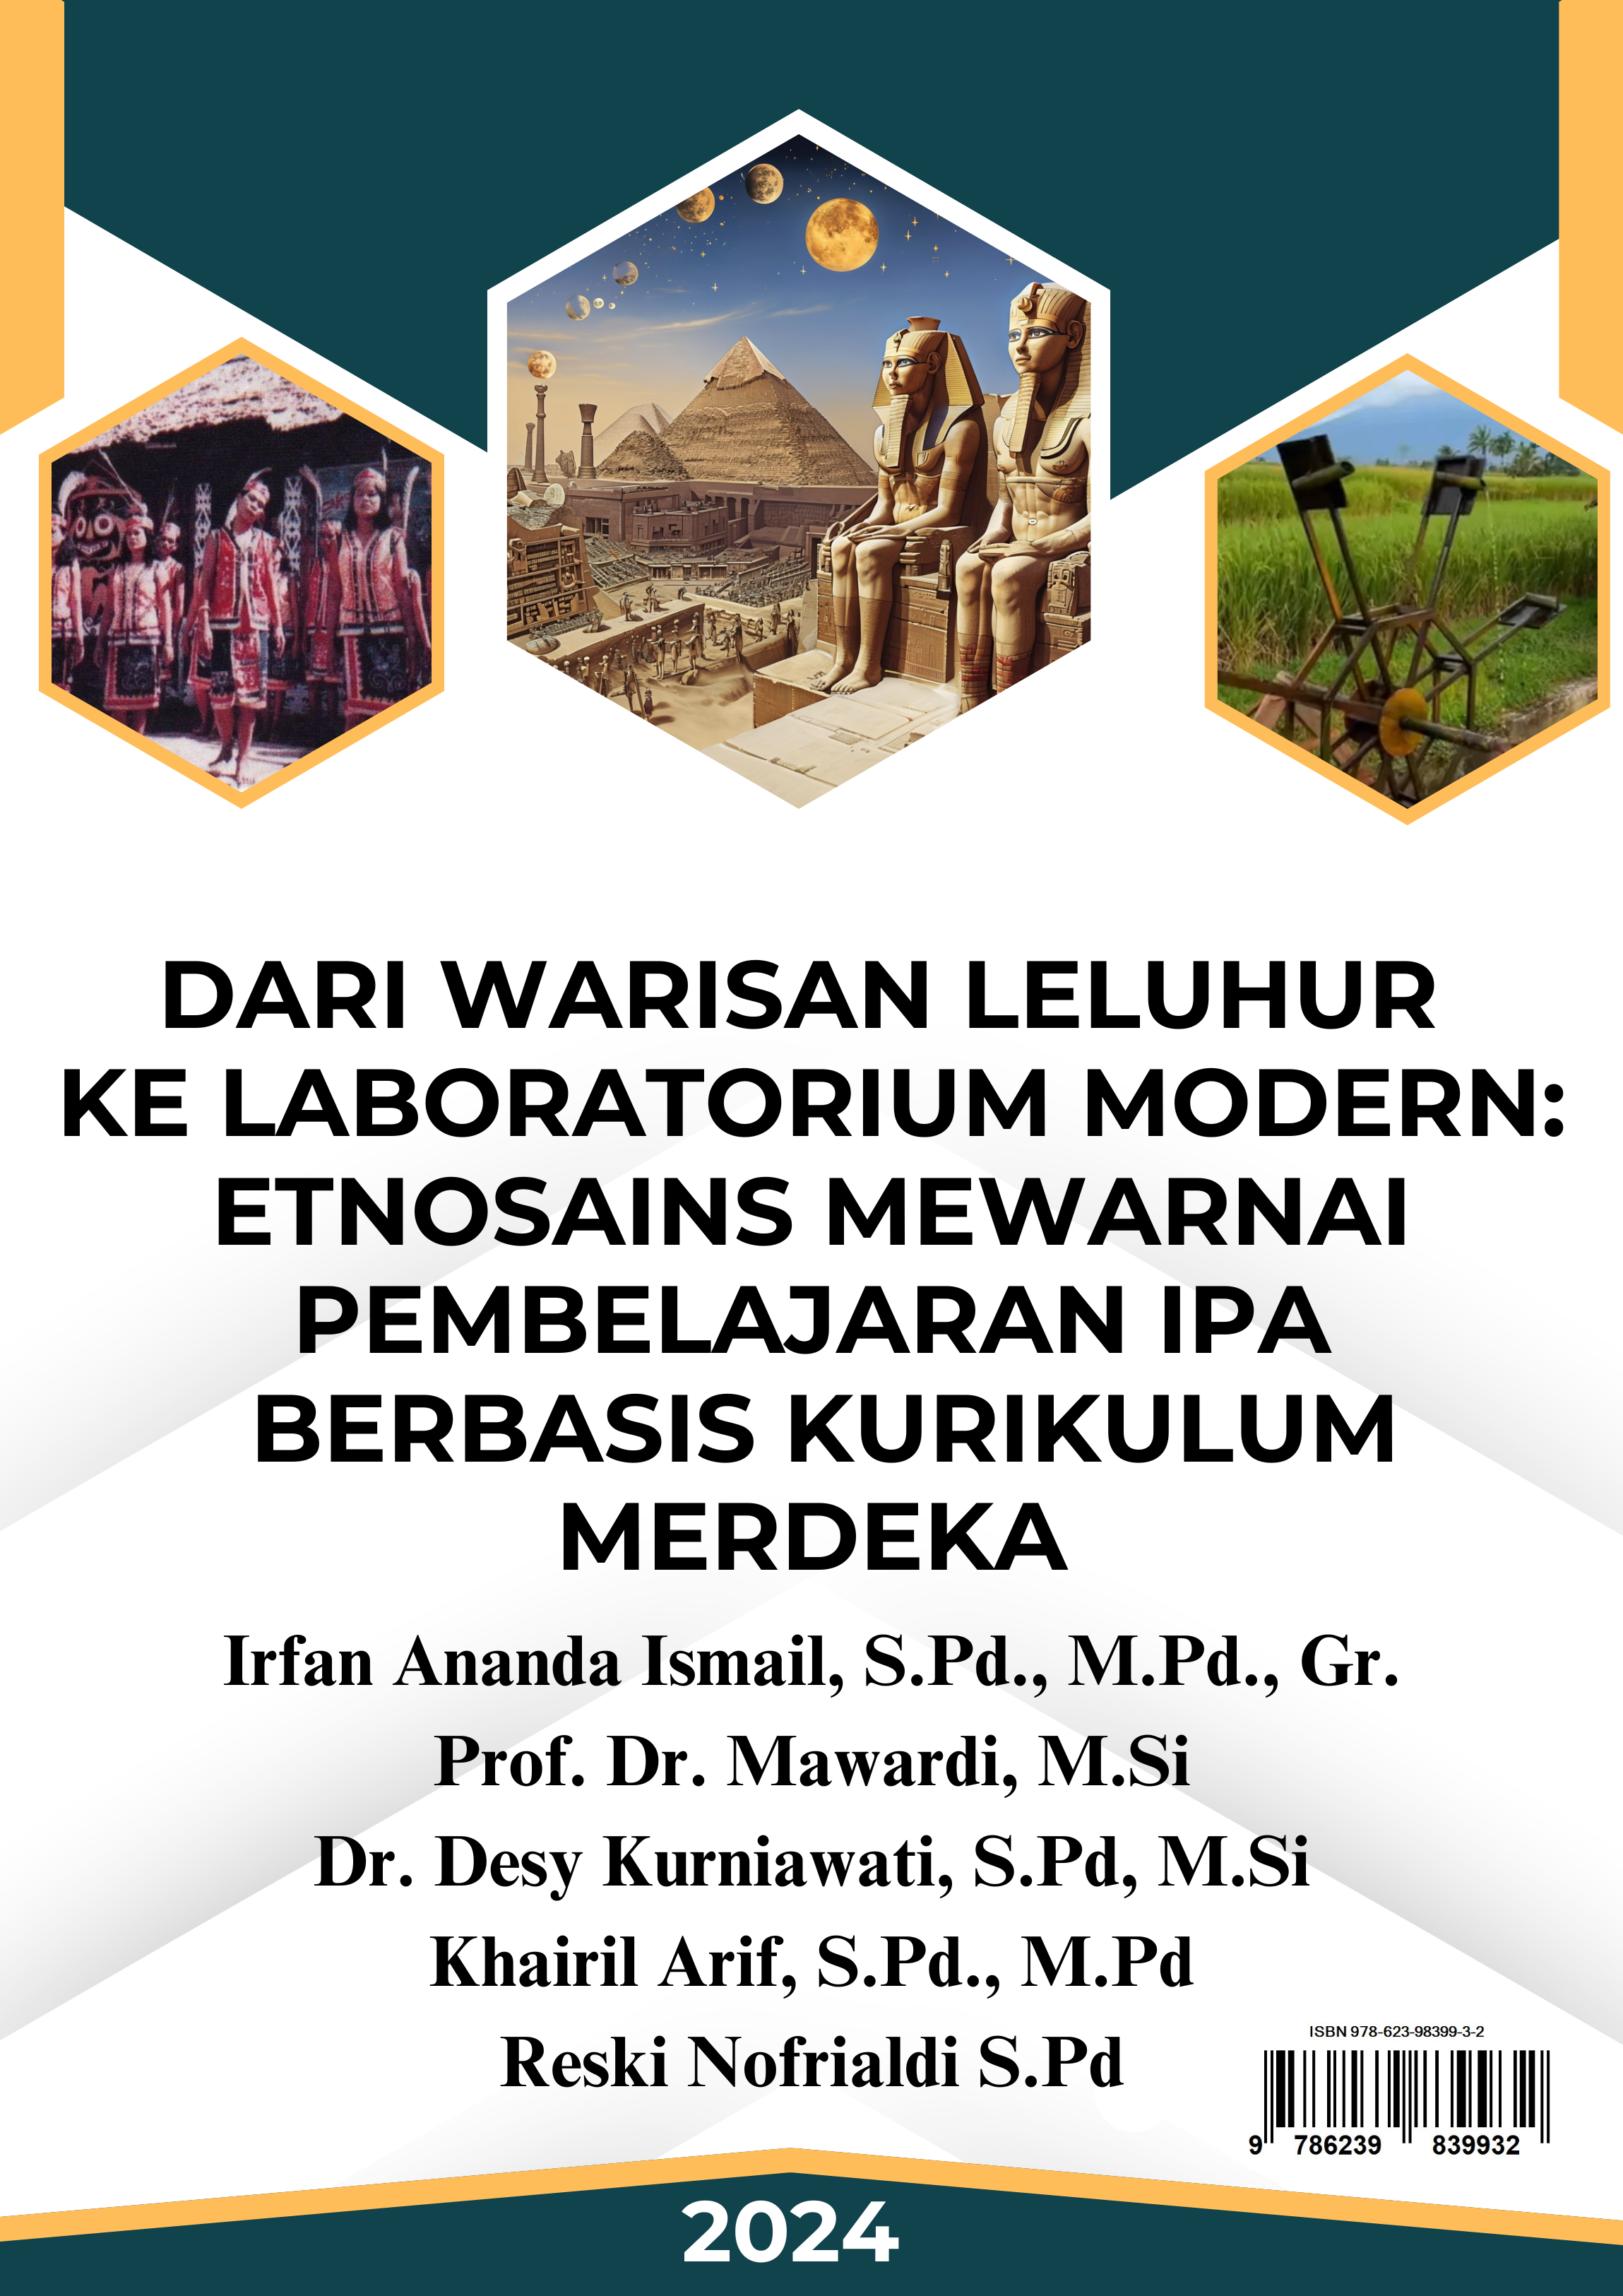 DARI WARISAN LELUHUR
KE LABORATORIUM MODERN:
ETNOSAINS MEWARNAI
PEMBELAJARAN IPA
BERBASIS KURIKULUM
MERDEKA
Irfan Ananda Ismail, S.Pd., M.Pd., Gr.
Prof. Dr. Mawardi, M.Si
Dr. Desy Kurniawati, S.Pd, M.Si
Khairil Arif, S.Pd., M.Pd
Reski Nofrialdi S.Pd
ISBN 978-623-98399-3-2
9 786239 839932
2024